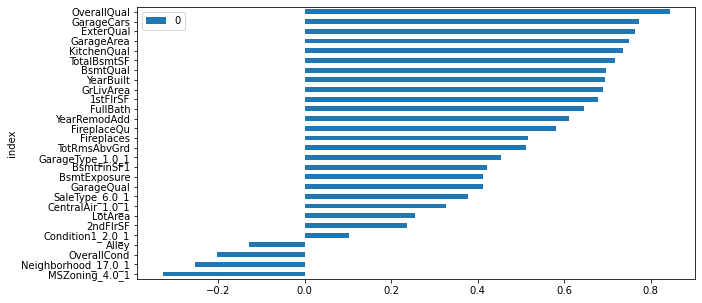 OverallQual
GarageCars
ExterQual
GarageArea
KitchenQual
TotalBsmtSF
BsmtQual
YearBuilt
GrLivArea
1stFlrSF
FullBath
YearRemodAdd
FireplaceQu
Fireplaces
TotRmsAbvGrd
GarageType_1.0_1
BsmtFinSF1
BsmtExposure
GarageQual
SaleType_6.0_1
CentralAir_1.0_1
LotArea
2ndFlrSF
Condition1_2.0_1
Alley
OverallCond
Neighborhood_17.0_1
MSZoning_4.0_1
index
0
−0.2 0.0 0.2 0.4 0.6 0.8